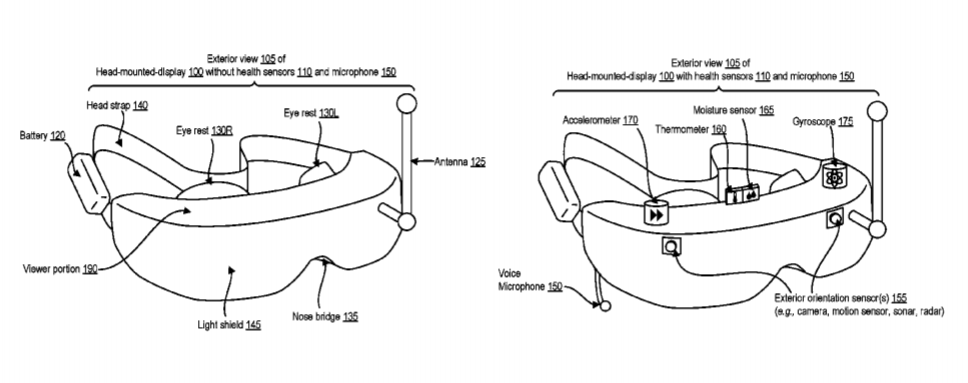 Exterior view 105 of
Head-mounted-display 100 without health sensors 110 and microphone 150
Head strap 140
Battery 120
Eye rest 130R
Eye rest 130L
Antenna 125
Viewer portion 190
Light shield 145
Nose bridge 135
Exterior view 105 of
Head-mounted-display 100 with health sensors 110 and microphone 150
Moisture sensor 165
Accelerometer 170
Thermometer 160
Gyroscope 175
Voice
Microphone 150
Exterior orientation sensor(s) 155
(e.g., camera, motion sensor, sonar, radar)